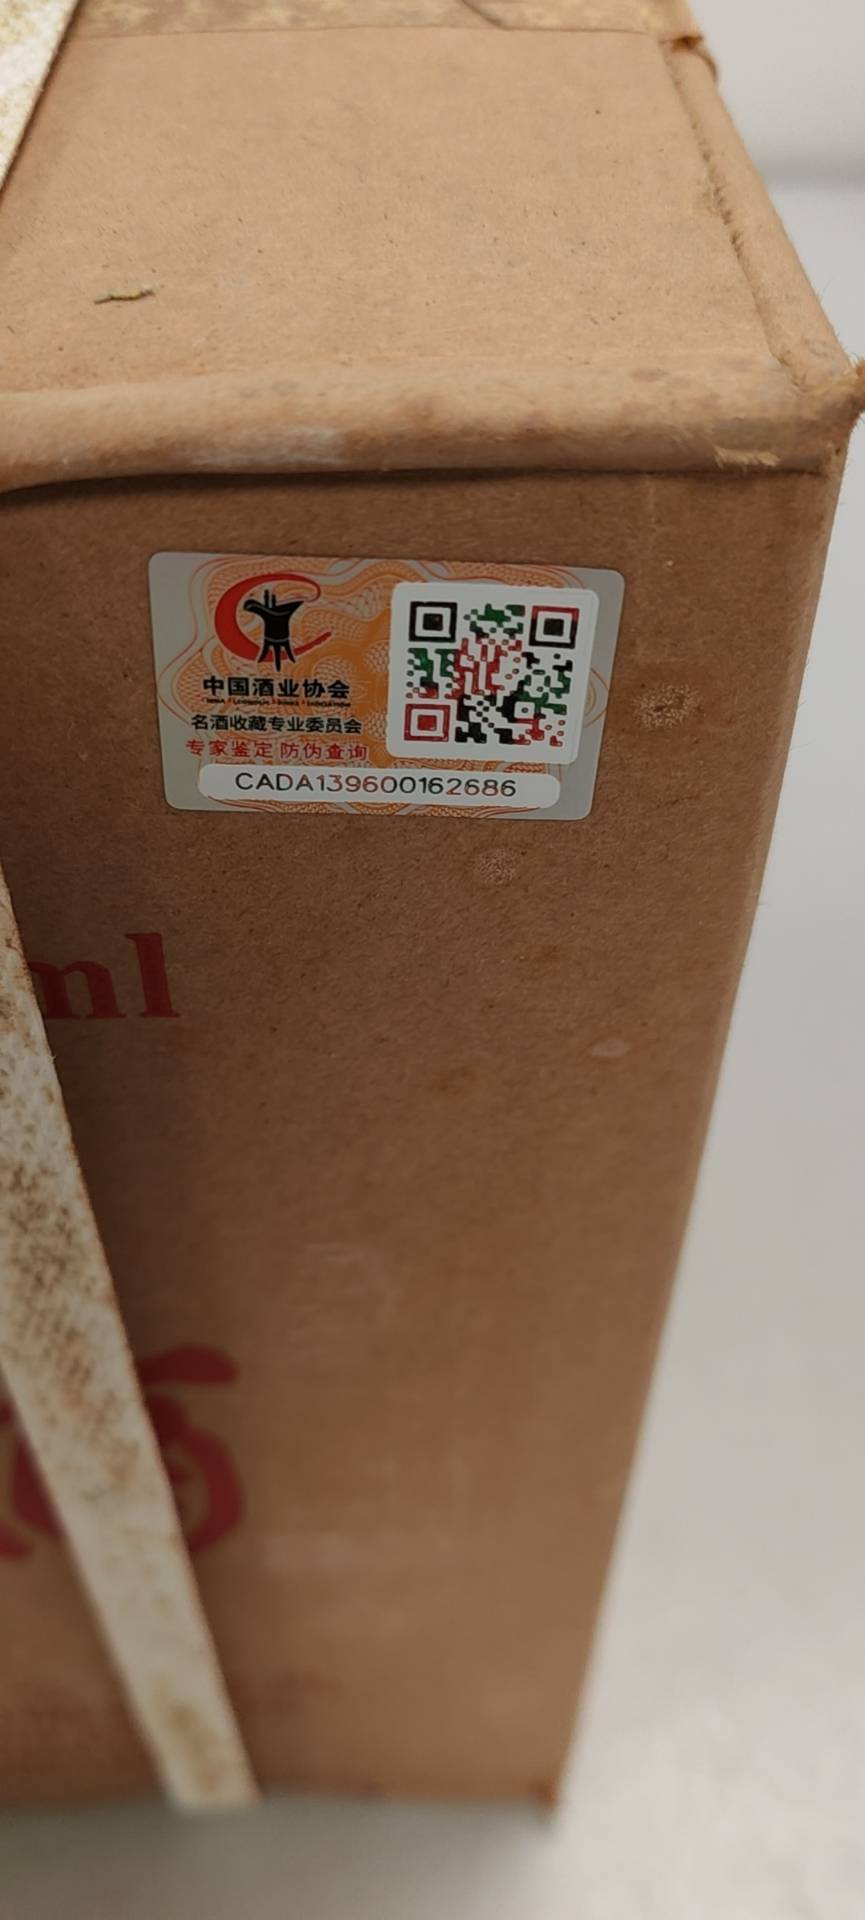 中国酒业协会
名酒收藏专业委员会
专家鉴定 防伪查询
CADA139600162686
ml
酒